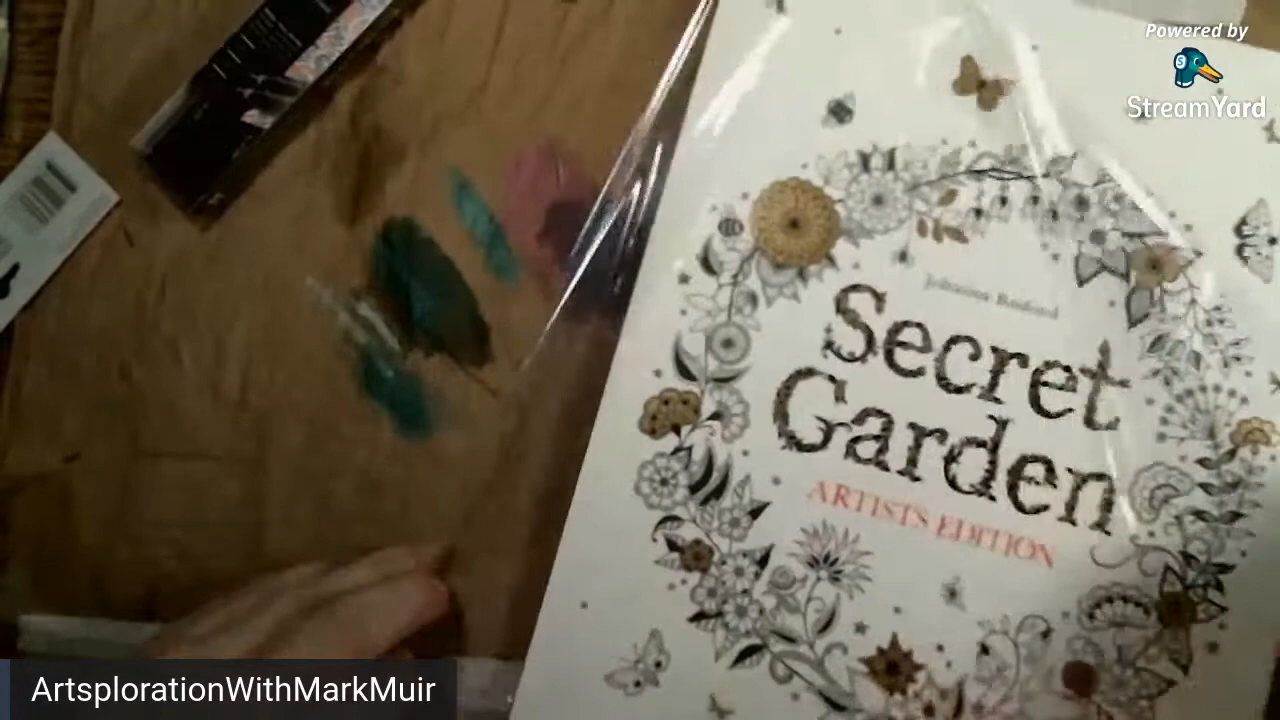 Powered by
StreamYard
Johanna Basford
Secret
Garden
ARTISTS EDITION
ArtsplorationWithMarkMuir